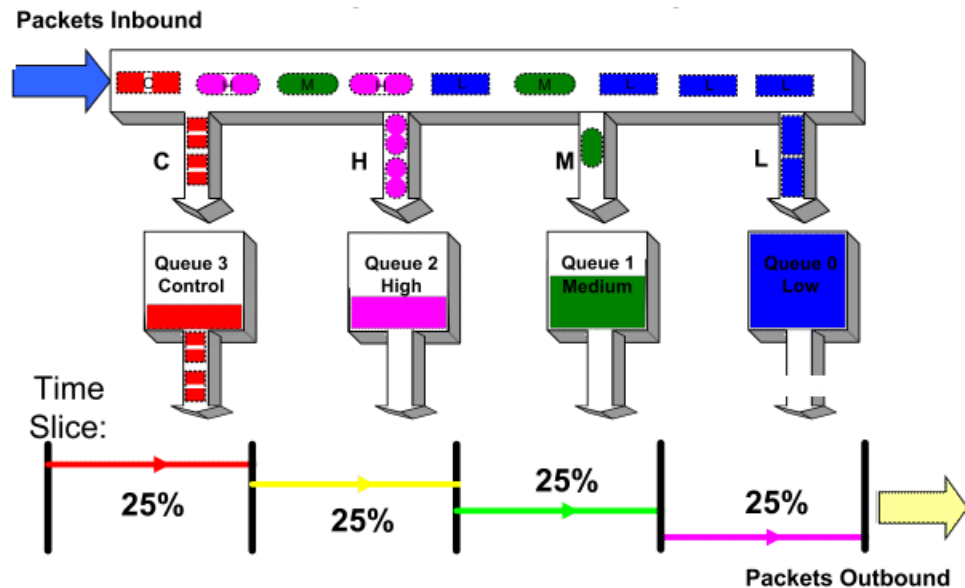 Packets Inbound
C H M H L M L L L
C H M L
Queue 3 Queue 2 Queue 1 Queue 0
Control High Medium Low
Time
Slice:
25% 25% 25% 25%
Packets Outbound